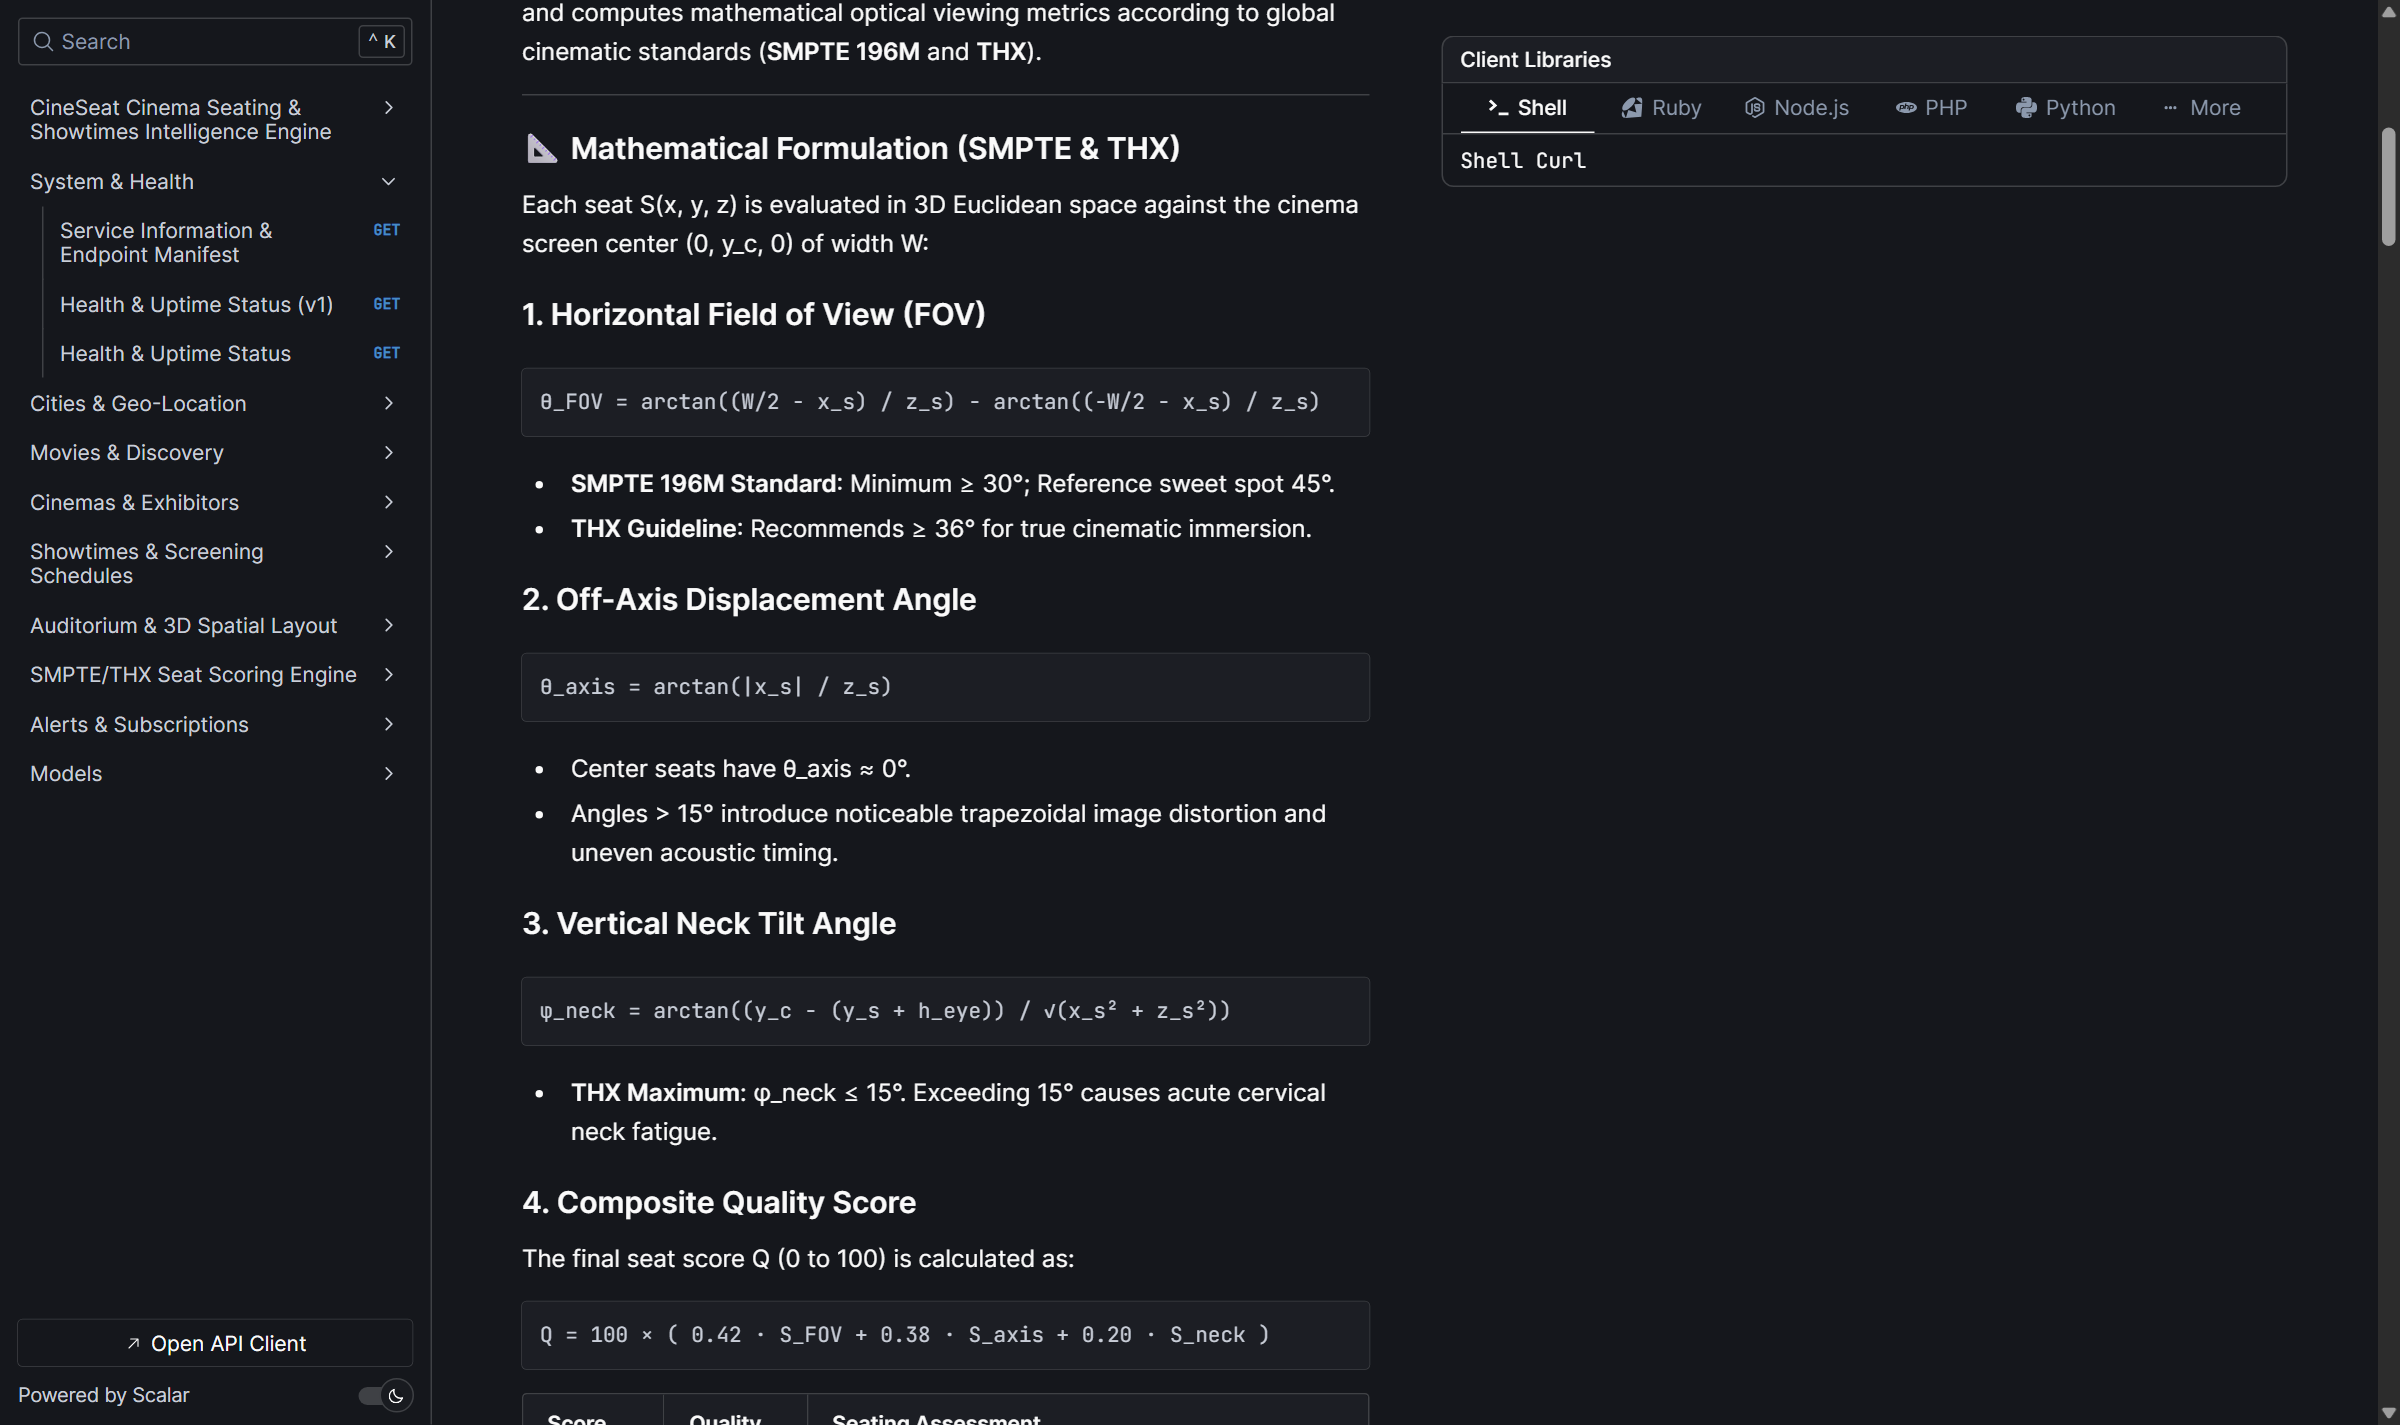 Search
^ K
CineSeat Cinema Seating &
Showtimes Intelligence Engine
System & Health
Service Information &
Endpoint Manifest
GET
Health & Uptime Status (v1)
GET
Health & Uptime Status
GET
Cities & Geo-Location
Movies & Discovery
Cinemas & Exhibitors
Showtimes & Screening
Schedules
Auditorium & 3D Spatial Layout
SMPTE/THX Seat Scoring Engine
Alerts & Subscriptions
Models
Open API Client
Powered by Scalar
and computes mathematical optical viewing metrics according to global
cinematic standards (SMPTE 196M and THX).
Mathematical Formulation (SMPTE & THX)
Each seat S(x, y, z) is evaluated in 3D Euclidean space against the cinema
screen center (0, y_c, 0) of width W:
1. Horizontal Field of View (FOV)
θ_FOV = arctan((W/2 - x_s) / z_s) - arctan((-W/2 - x_s) / z_s)
• SMPTE 196M Standard: Minimum ≥ 30°; Reference sweet spot 45°.
• THX Guideline: Recommends ≥ 36° for true cinematic immersion.
2. Off-Axis Displacement Angle
θ_axis = arctan(|x_s| / z_s)
• Center seats have θ_axis ≈ 0°.
• Angles > 15° introduce noticeable trapezoidal image distortion and
uneven acoustic timing.
3. Vertical Neck Tilt Angle
φ_neck = arctan((y_c - (y_s + h_eye)) / √(x_s² + z_s²))
• THX Maximum: φ_neck ≤ 15°. Exceeding 15° causes acute cervical
neck fatigue.
4. Composite Quality Score
The final seat score Q (0 to 100) is calculated as:
Q = 100 × ( 0.42 · S_FOV + 0.38 · S_axis + 0.20 · S_neck )
Score Quality Seating Assessment
Client Libraries
Shell Ruby Node.js PHP Python ··· More
Shell Curl